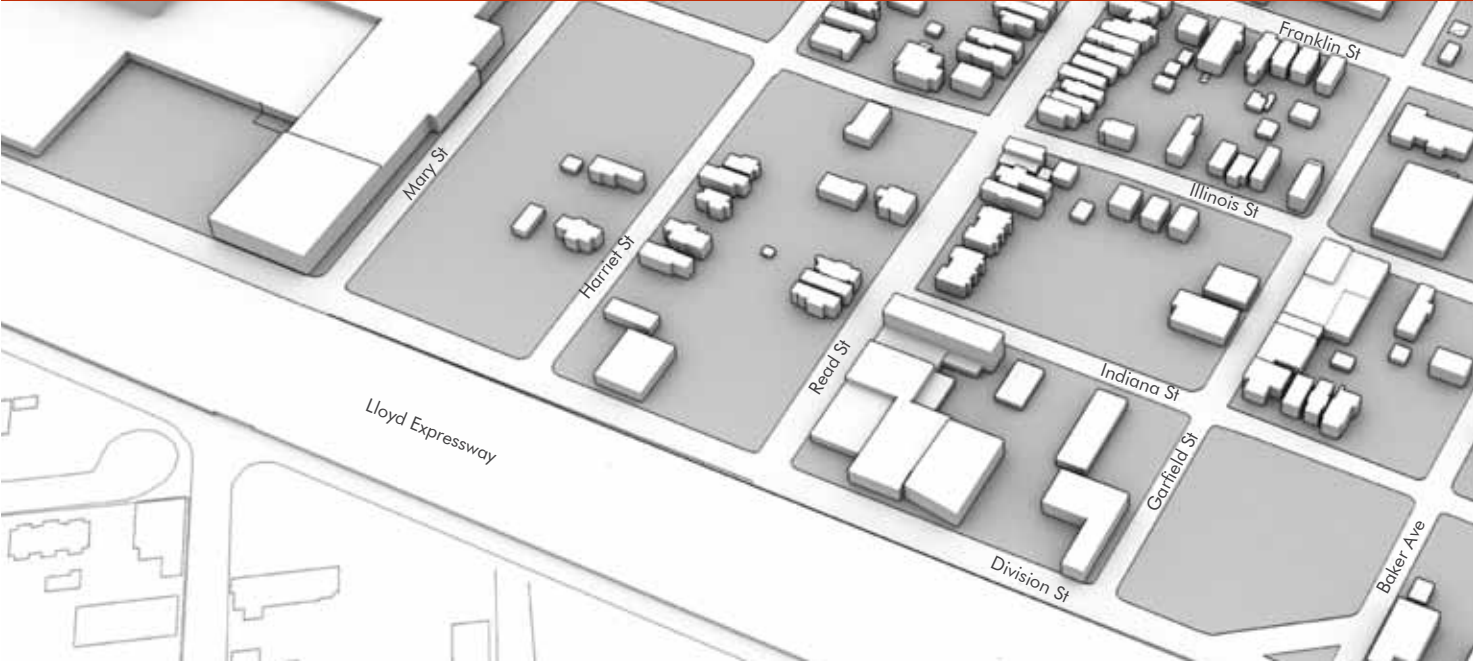 Franklin St
Mary St
Illinois St
Harriet St
Read St
Indiana St
Lloyd Expressway
Garfield St
Baker Ave
Division St